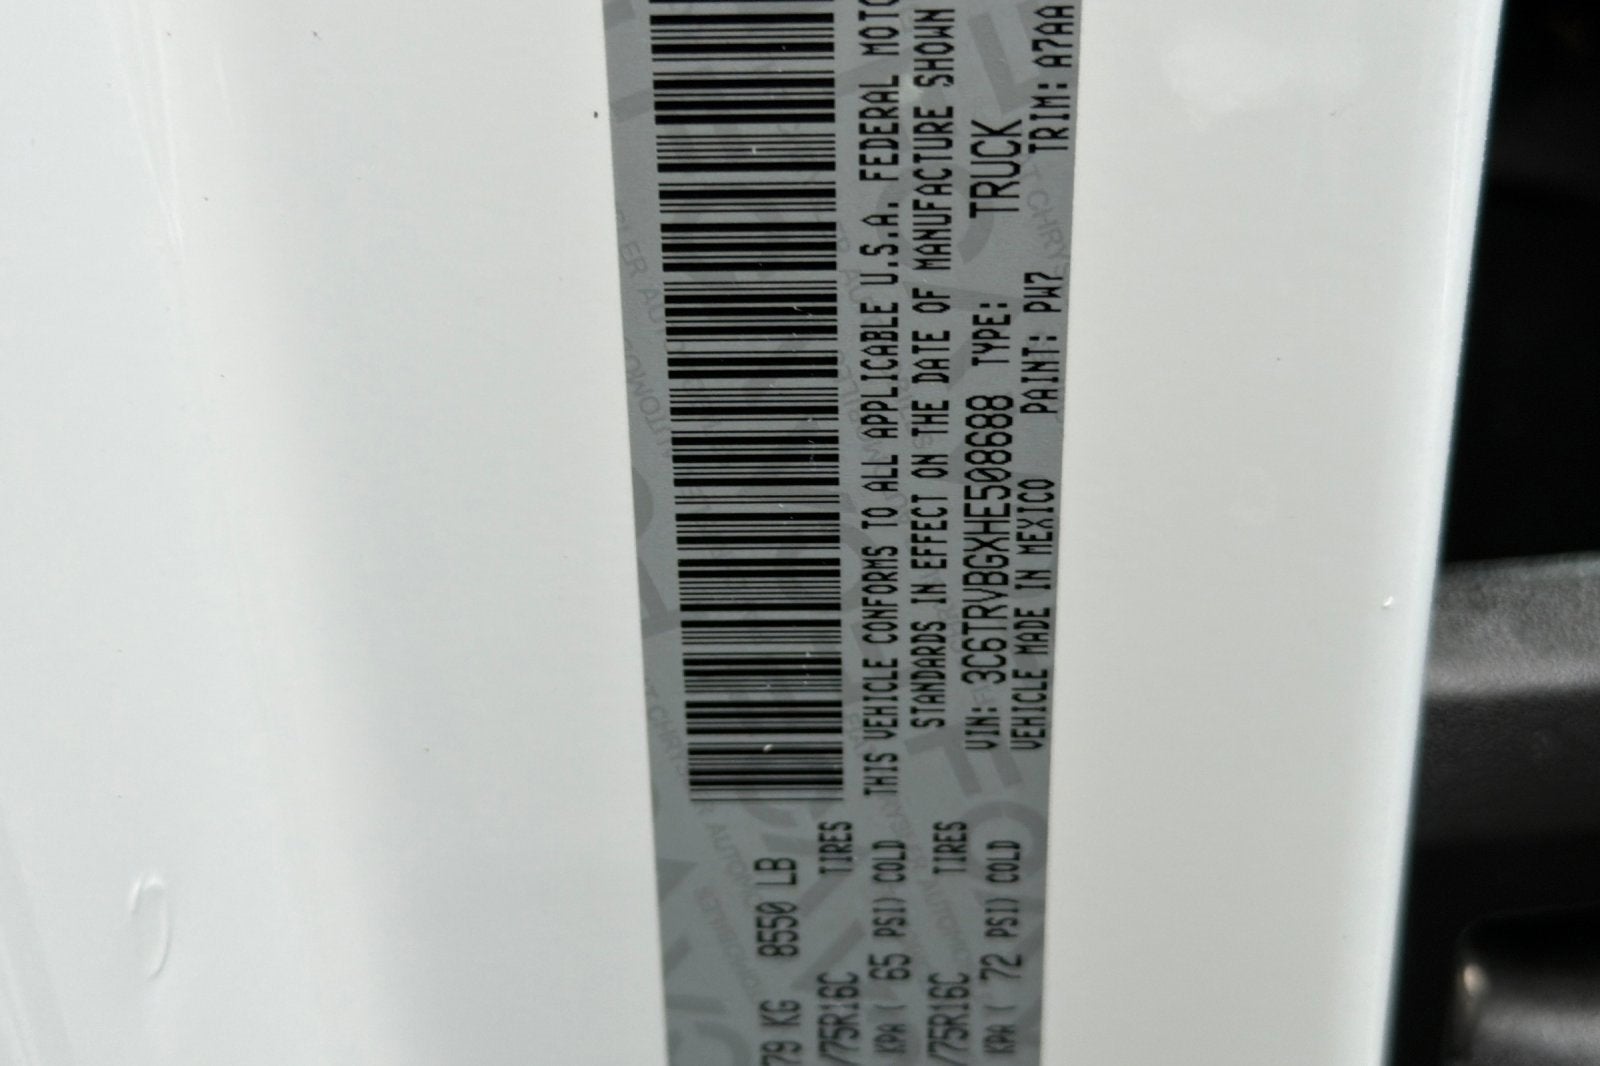 79 KG 8550 LB
/75R16C TIRES
KPA ( 65 PSI) COLD
/75R16C TIRES
KPA ( 72 PSI) COLD
THIS VEHICLE CONFORMS TO ALL APPLICABLE U.S.A. FEDERAL MOTO
STANDARDS IN EFFECT ON THE DATE OF MANUFACTURE SHOWN
VIN: 3C6TRVBGXHE508688 TYPE: TRUCK
VEHICLE MADE IN MEXICO PAINT: PW7 TRIM: A7AA